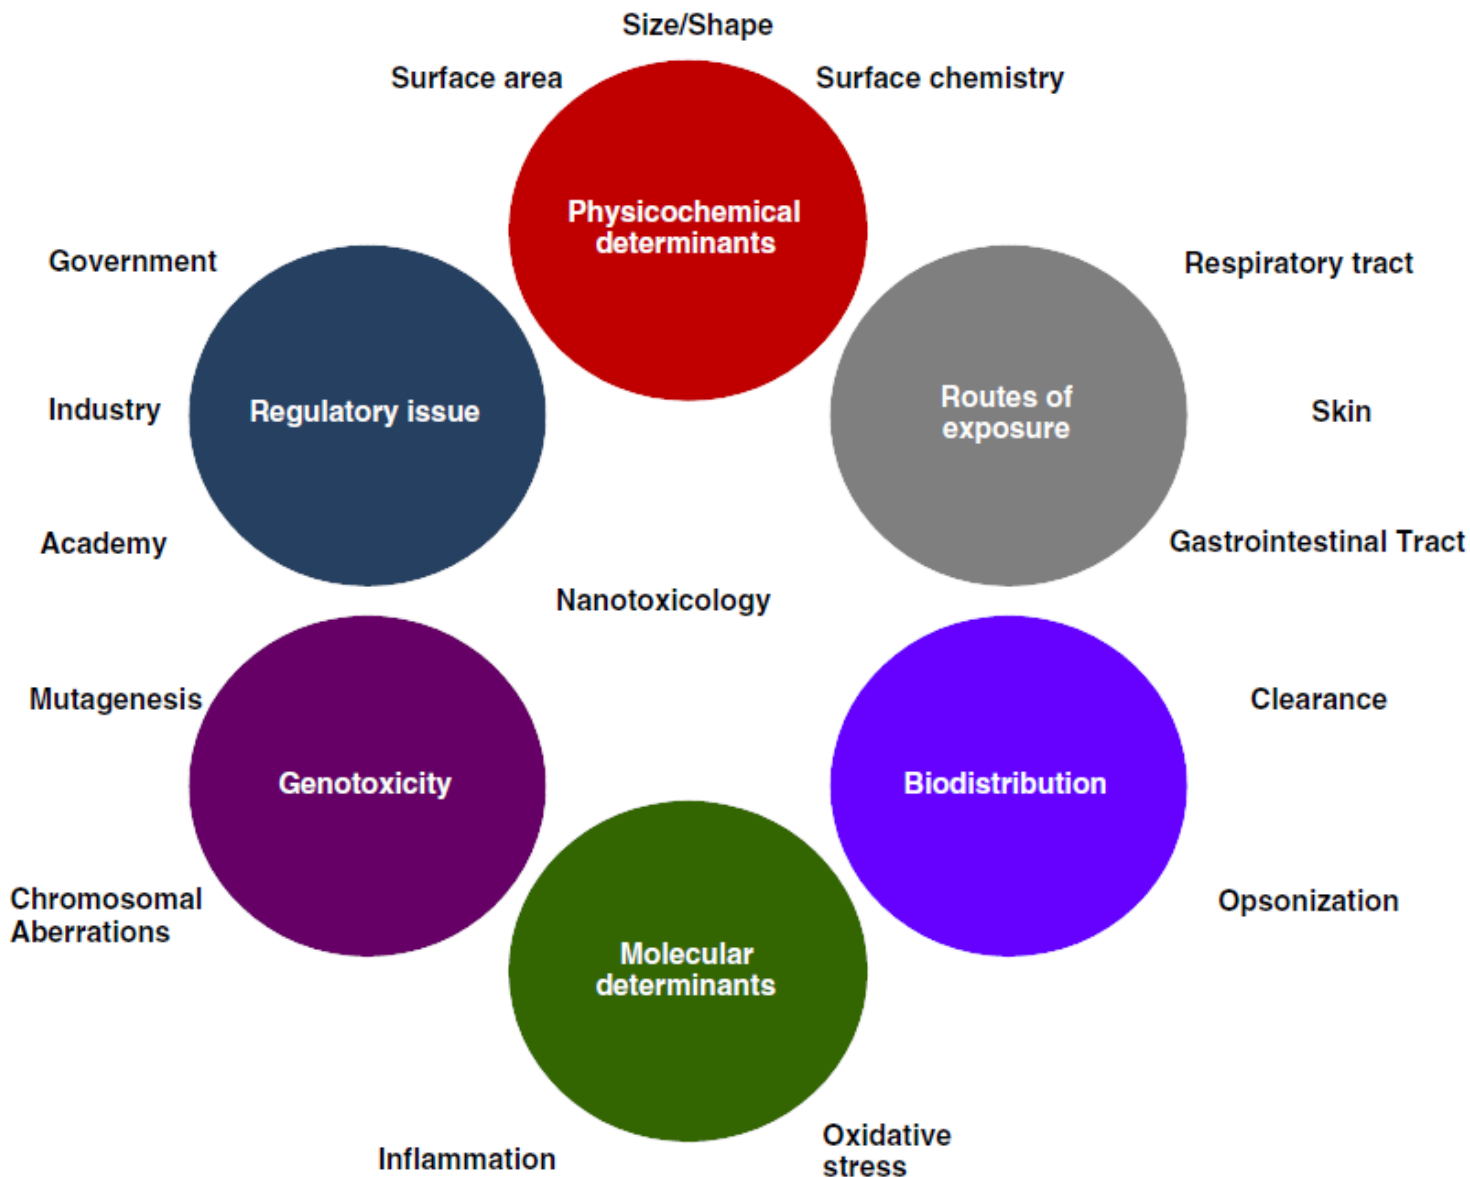 Size/Shape
Surface area
Surface chemistry
Physicochemical
determinants
Government
Respiratory tract
Industry
Regulatory issue
Routes of
exposure
Skin
Academy
Gastrointestinal Tract
Nanotoxicology
Mutagenesis
Clearance
Genotoxicity
Biodistribution
Chromosomal
Aberrations
Opsonization
Molecular
determinants
Inflammation
Oxidative
stress